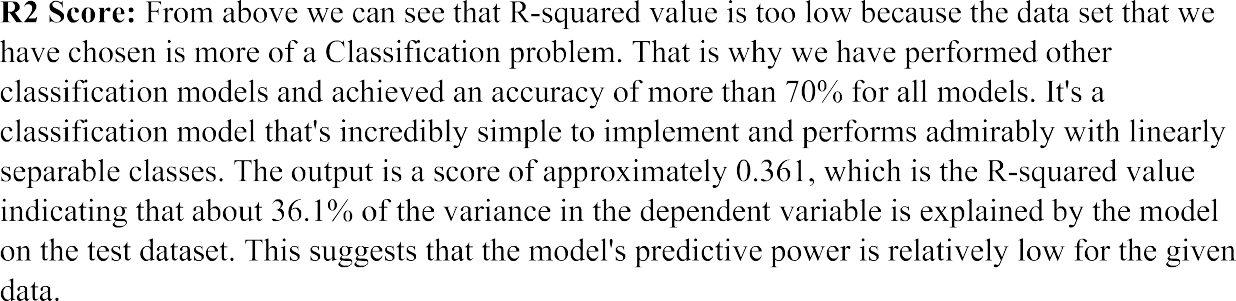 R2 Score: From above we can see that R-squared value is too low because the data set that we
have chosen is more of a Classification problem. That is why we have performed other
classification models and achieved an accuracy of more than 70% for all models. It's a
classification model that's incredibly simple to implement and performs admirably with linearly
separable classes. The output is a score of approximately 0.361, which is the R-squared value
indicating that about 36.1% of the variance in the dependent variable is explained by the model
on the test dataset. This suggests that the model's predictive power is relatively low for the given
data.